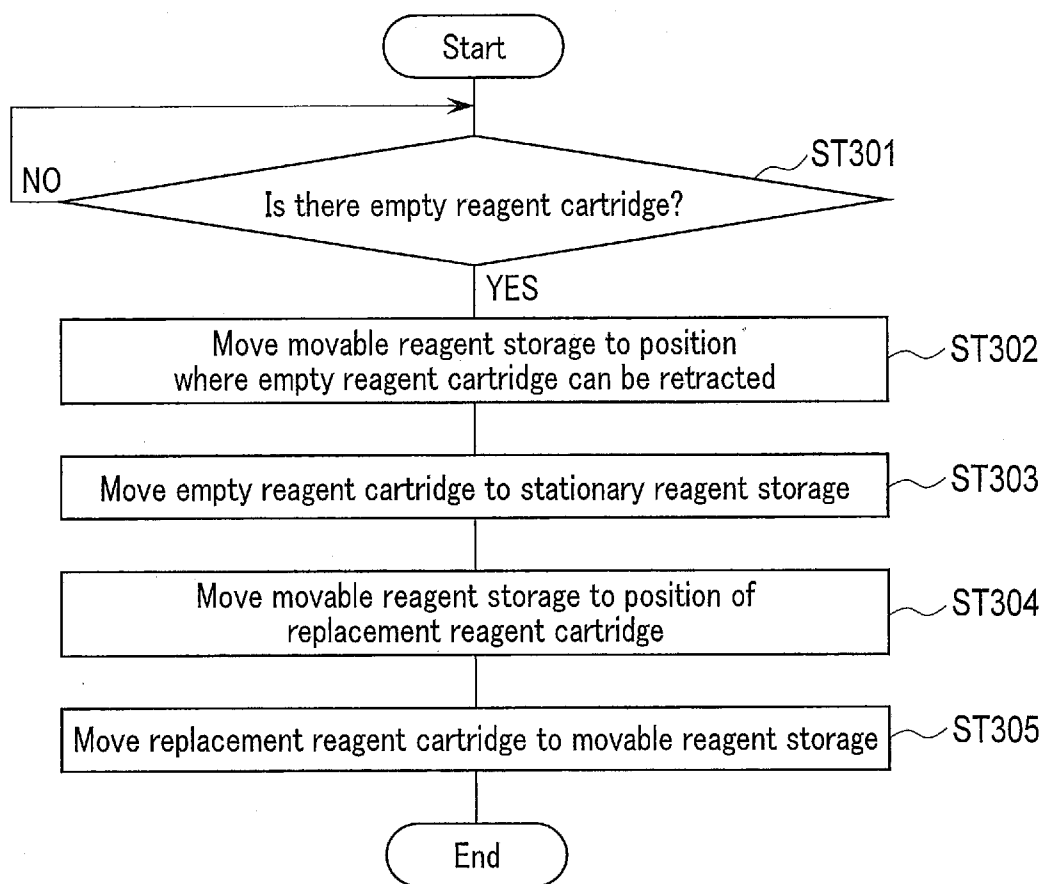 Start
ST301
NO
Is there empty reagent cartridge?
YES
Move movable reagent storage to position
where empty reagent cartridge can be retracted
ST302
Move empty reagent cartridge to stationary reagent storage
ST303
Move movable reagent storage to position of
replacement reagent cartridge
ST304
Move replacement reagent cartridge to movable reagent storage
ST305
End